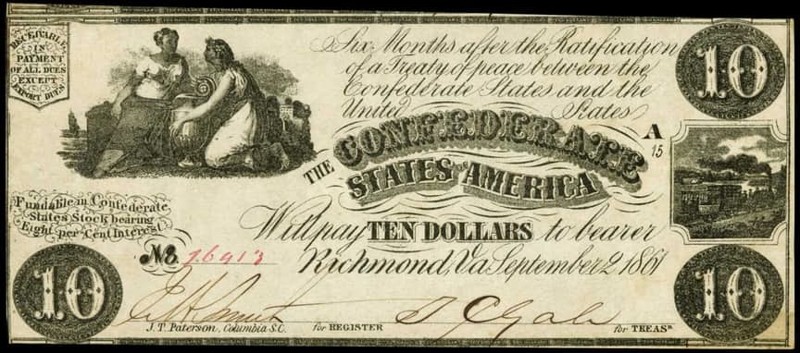 RECEIVABLE,
IN
PAYMENT
OF ALL DUES
EXCEPT
EXPORT DUES
Six Months after the Ratification
of a Treaty of peace between the
Confederate States and the
United States
10
A
15
THE CONFEDERATE
STATES OF AMERICA
Fundable in Confederate
States Stock bearing
Eight per Cent Interest
Will pay TEN DOLLARS to bearer
No.
Richmond, Va September 2 1861
10
10
J.T. Paterson, Columbia S.C.
for REGISTER
for TREASR